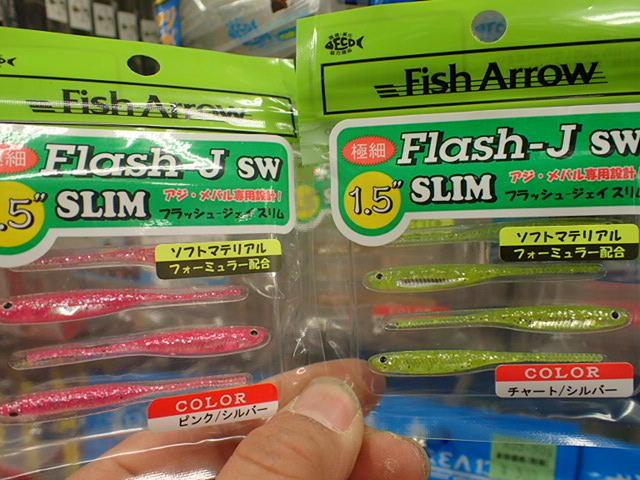 Fish Arrow
極細
Flash-J SW
.5" SLIM
アジ・メバル専用設計!
フラッシュ-ジェイスリム
ソフトマテリアル
フォーミュラー配合
COLOR
ピンク/シルバー
ECO
Fish Arrow
極細
Flash-J SW
1.5" SLIM
アジ・メバル専用設計!
フラッシュ-ジェイ スリム
ソフトマテリアル
フォーミュラー配合
COLOR
チャート/シルバー